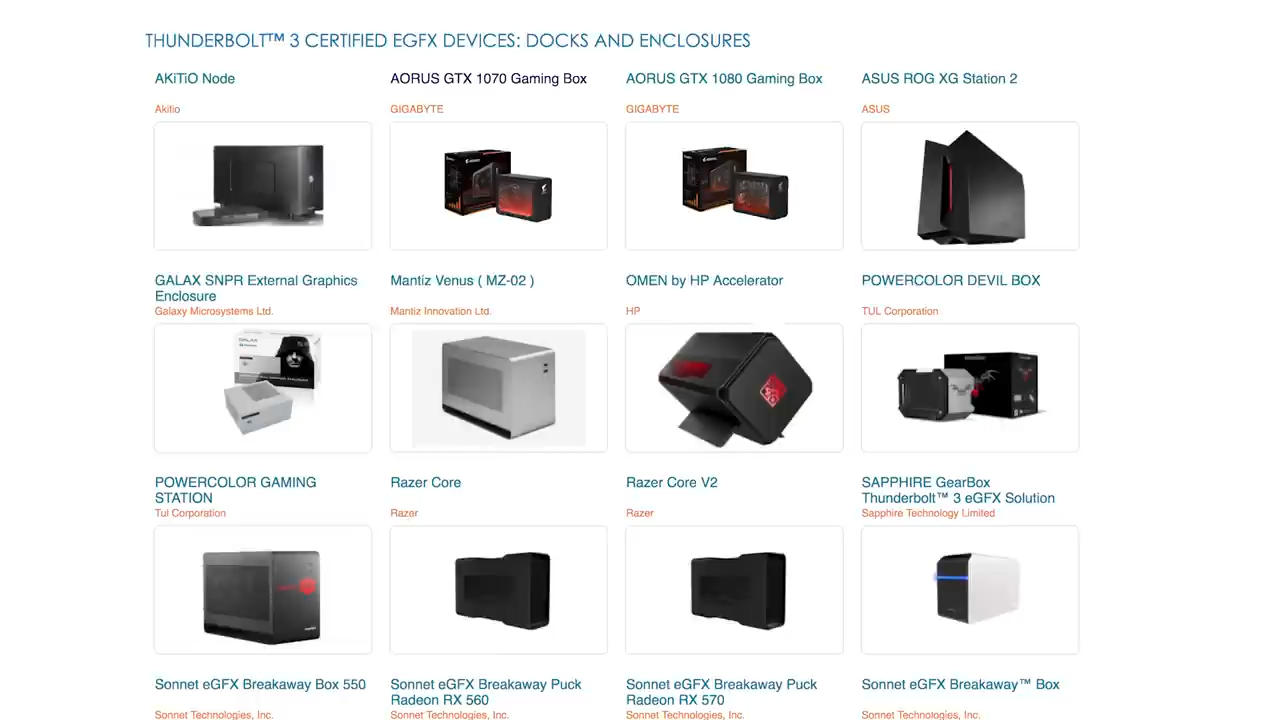 THUNDERBOLT™ 3 CERTIFIED EGFX DEVICES: DOCKS AND ENCLOSURES
AKiTiO Node
Akitio
AORUS GTX 1070 Gaming Box
GIGABYTE
AORUS GTX 1080 Gaming Box
GIGABYTE
ASUS ROG XG Station 2
ASUS
GALAX SNPR External Graphics
Enclosure
Galaxy Microsystems Ltd.
Mantiz Venus ( MZ-02 )
Mantiz Innovation Ltd.
OMEN by HP Accelerator
HP
POWERCOLOR DEVIL BOX
TUL Corporation
POWERCOLOR GAMING
STATION
Tul Corporation
Razer Core
Razer
Razer Core V2
Razer
SAPPHIRE GearBox
Thunderbolt™ 3 eGFX Solution
Sapphire Technology Limited
Sonnet eGFX Breakaway Box 550
Sonnet Technologies, Inc.
Sonnet eGFX Breakaway Puck
Radeon RX 560
Sonnet Technologies, Inc.
Sonnet eGFX Breakaway Puck
Radeon RX 570
Sonnet Technologies, Inc.
Sonnet eGFX Breakaway™ Box
Sonnet Technologies, Inc.